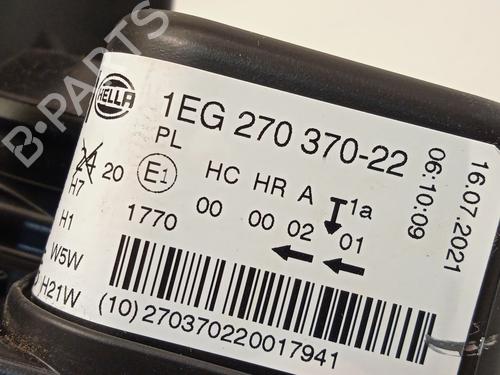 B-PARTS
HELLA
1EG 270 370-22
PL
16.07.2021
06:10:09
24 20
E1
HC HR A 1a
H7
00 00 02 01
H1
1770
W5W
H21W
(10)270370220017941